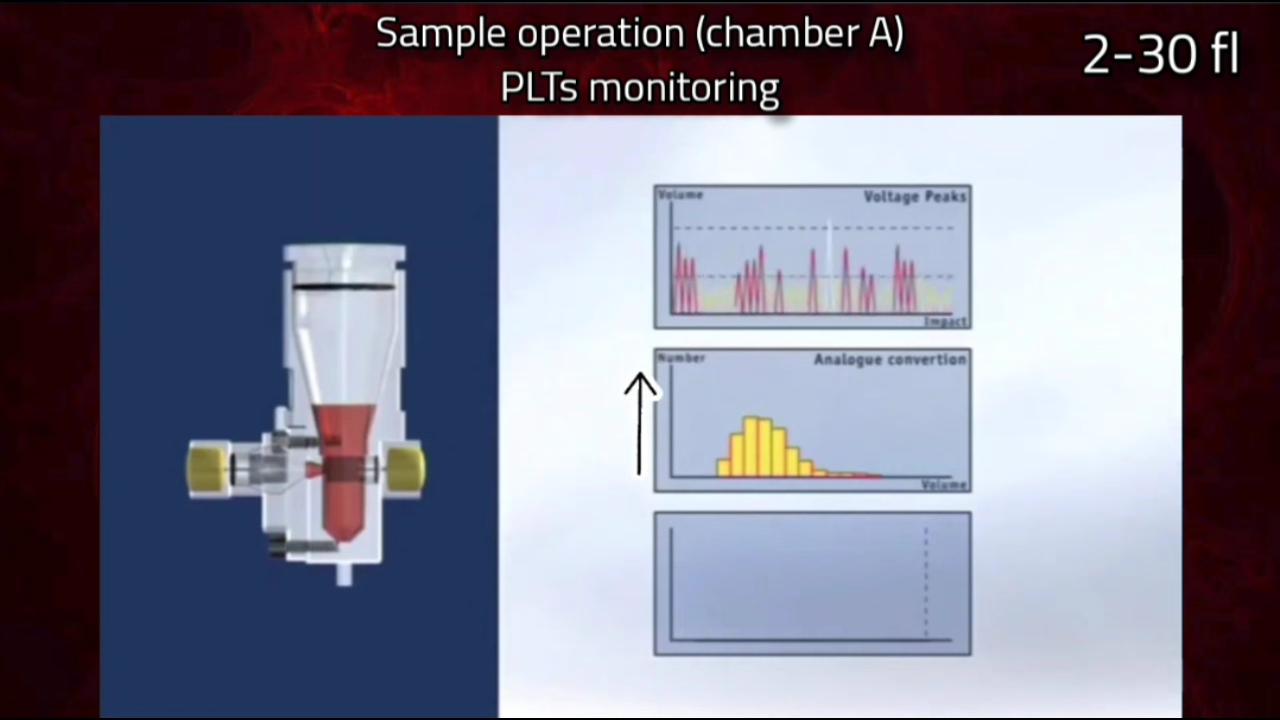 Sample operation (chamber A)
PLTs monitoring
2-30 fl
Volume
Voltage Peaks
Impact
Number
Analogue convertion
Volume